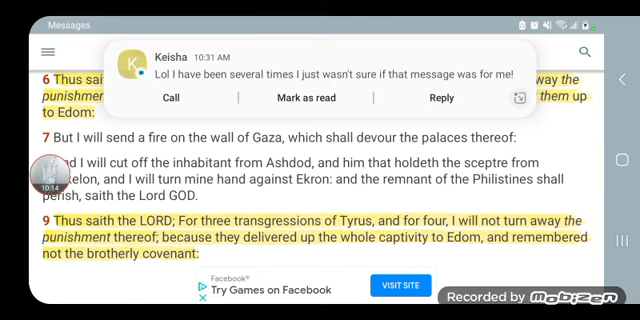 Messages
Keisha 10:31 AM
K
Lol I have been several times I just wasn't sure if that message was for me!
Call | Mark as read | Reply
6 Thus sai way the
punishment them up
to Edom:
7 But I will send a fire on the wall of Gaza, which shall devour the palaces thereof:
nd I will cut off the inhabitant from Ashdod, and him that holdeth the sceptre from
kelon, and I will turn mine hand against Ekron: and the remnant of the Philistines shall
10:14
perish, saith the Lord GOD.
9 Thus saith the LORD; For three transgressions of Tyrus, and for four, I will not turn away the
punishment thereof; because they delivered up the whole captivity to Edom, and remembered
not the brotherly covenant:
Facebook®
Try Games on Facebook
VISIT SITE
Recorded by Mobizen